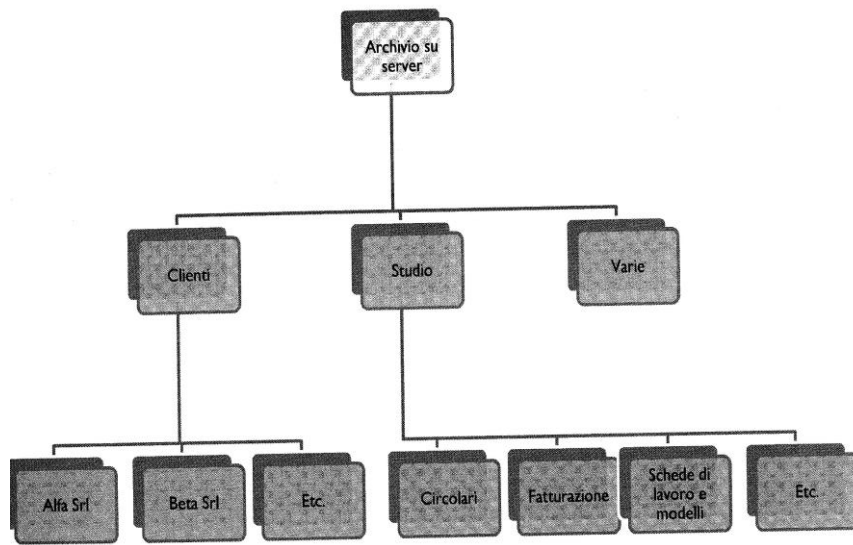 Archivio su
server
Clienti
Studio
Varie
Alfa Srl
Beta Srl
Etc.
Circolari
Fatturazione
Schede di
lavoro e
modelli
Etc.